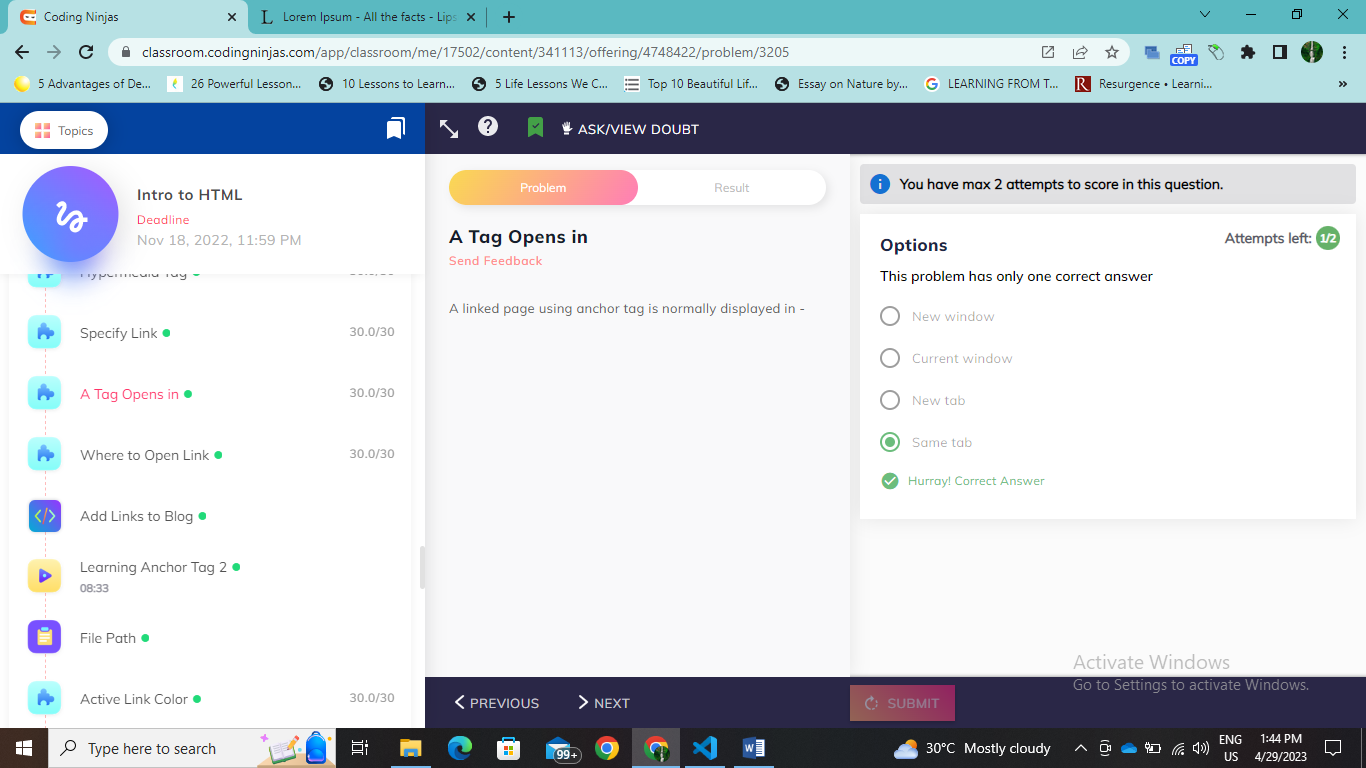 Coding Ninjas
Lorem Ipsum - All the facts - Lips
classroom.codingninjas.com/app/classroom/me/17502/content/341113/offering/4748422/problem/3205
COPY
5 Advantages of De...
26 Powerful Lesson...
10 Lessons to Learn...
5 Life Lessons We C...
Top 10 Beautiful Lif...
Essay on Nature by...
LEARNING FROM T...
Resurgence • Learni...
»
Topics
ASK/VIEW DOUBT
Intro to HTML
Deadline
Nov 18, 2022, 11:59 PM
Hypermedia Tag
30.0/30
Specify Link
30.0/30
A Tag Opens in
30.0/30
Where to Open Link
30.0/30
Add Links to Blog
Learning Anchor Tag 2
08:33
File Path
Active Link Color
30.0/30
Problem
Result
A Tag Opens in
Send Feedback
A linked page using anchor tag is normally displayed in -
You have max 2 attempts to score in this question.
Options
Attempts left: 1/2
This problem has only one correct answer
New window
Current window
New tab
Same tab
Hurray! Correct Answer
Activate Windows
Go to Settings to activate Windows.
PREVIOUS
NEXT
SUBMIT
Type here to search
99+
30°C Mostly cloudy
ENG
US
1:44 PM
4/29/2023